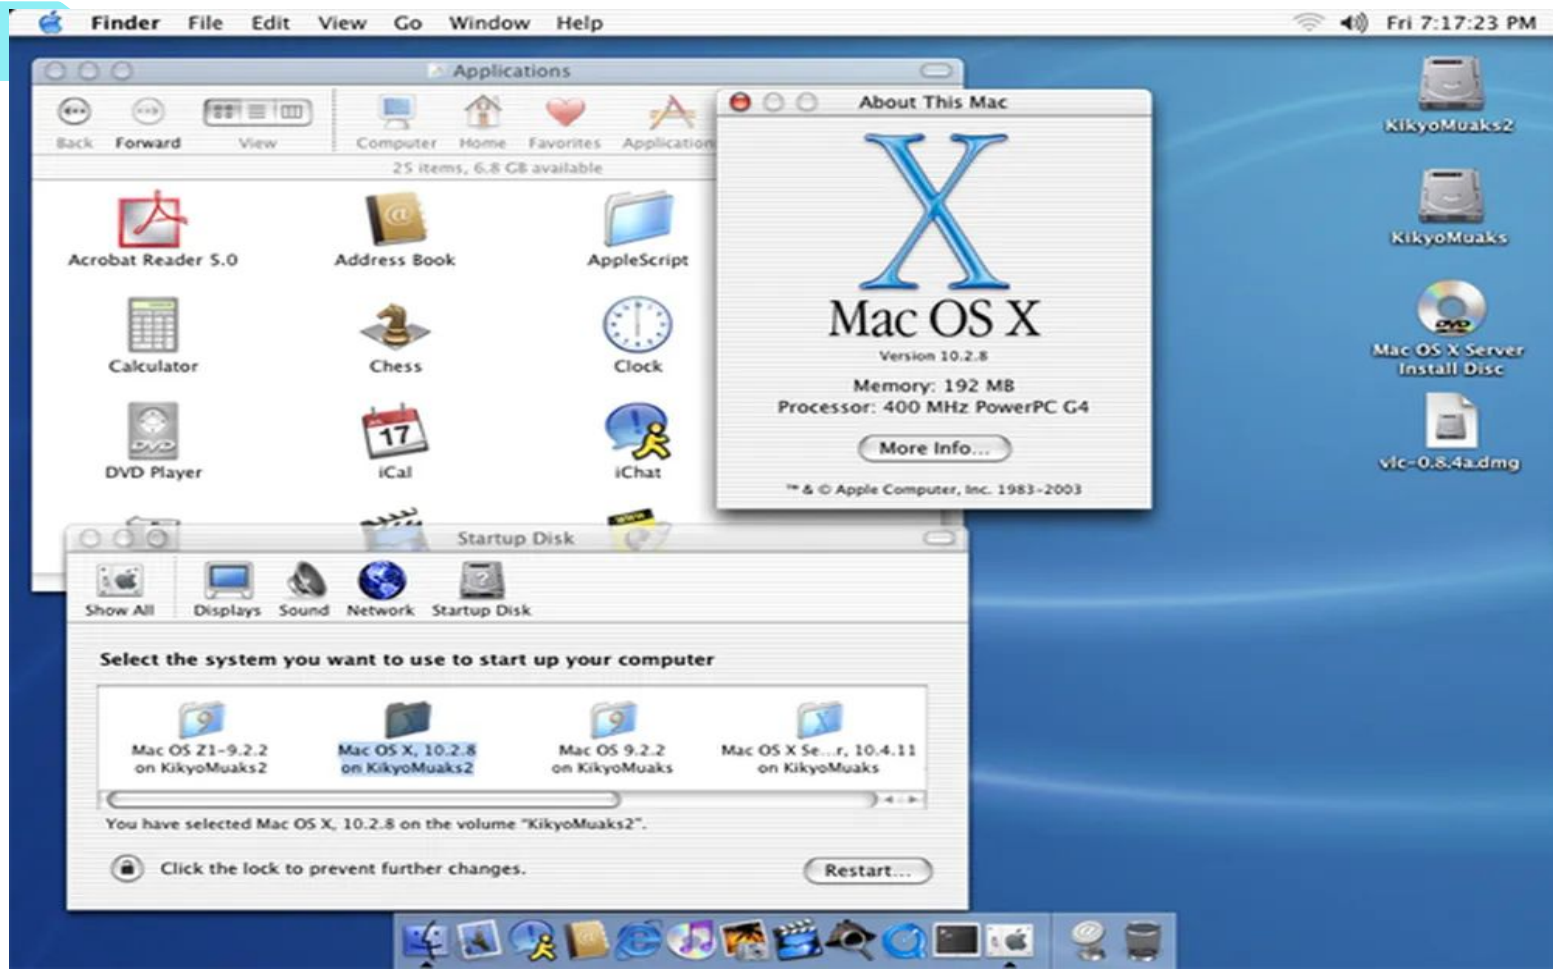 Finder File Edit View Go Window Help
Fri 7:17:23 PM
Applications
Back Forward View Computer Home Favorites Application
25 items, 6.8 GB available
Acrobat Reader 5.0 Address Book AppleScript
Calculator Chess Clock
17
DVD
DVD Player iCal iChat
About This Mac
Mac OS X
Version 10.2.8
Memory: 192 MB
Processor: 400 MHz PowerPC G4
More Info...
™ & © Apple Computer, Inc. 1983-2003
KikyoMuaks2
KikyoMuaks
DVD
Mac OS X Server
Install Disc
vlc-0.8.4a.dmg
Startup Disk
Show All Displays Sound Network Startup Disk
Select the system you want to use to start up your computer
Mac OS Z1-9.2.2
on KikyoMuaks2
Mac OS X, 10.2.8
on KikyoMuaks2
Mac OS 9.2.2
on KikyoMuaks
Mac OS X Se...r, 10.4.11
on KikyoMuaks
You have selected Mac OS X, 10.2.8 on the volume "KikyoMuaks2".
Click the lock to prevent further changes.
Restart...